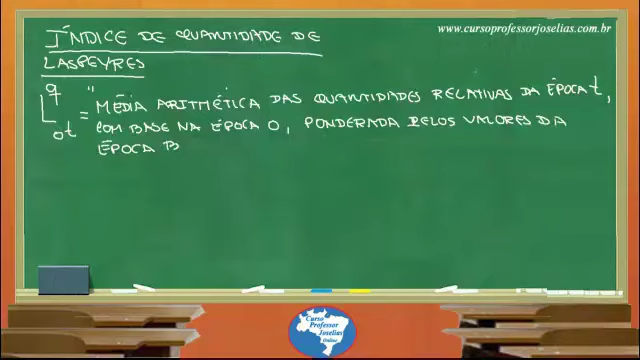 www.cursoprofessorjoselias.com.br
ÍNDICE DE QUANTIDADE DE
LASPEYRES
L q 0t = " MÉDIA ARITMÉTICA DAS QUANTIDADES RELATIVAS DA ÉPOCA t,
COM BASE NA ÉPOCA 0, PONDERADA PELOS VALORES DA
ÉPOCA B
Curso
Professor
Joselias
Online